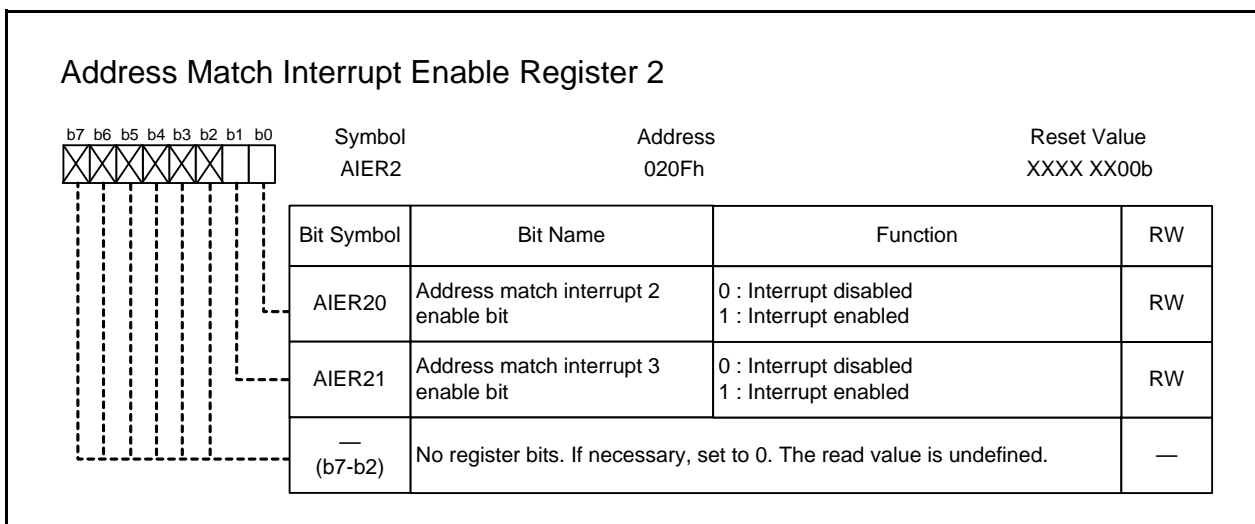 Address Match Interrupt Enable Register 2
b7 b6 b5 b4 b3 b2 b1 b0
Symbol Address Reset Value
AIER2 020Fh XXXX XX00b
Bit Symbol Bit Name Function RW
AIER20 Address match interrupt 2 0 : Interrupt disabled RW
enable bit 1 : Interrupt enabled
AIER21 Address match interrupt 3 0 : Interrupt disabled RW
enable bit 1 : Interrupt enabled
— No register bits. If necessary, set to 0. The read value is undefined. —
(b7-b2)